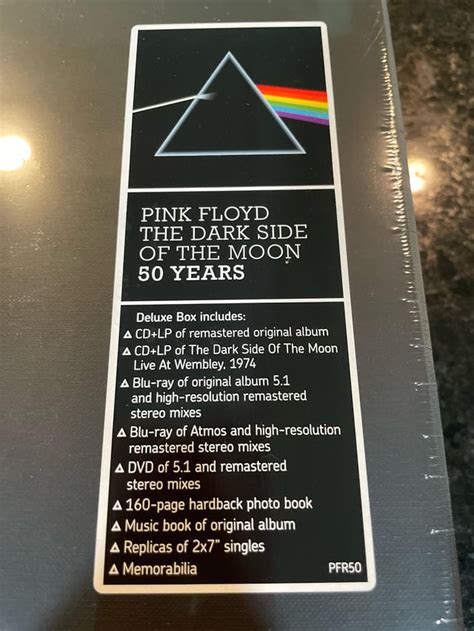 PINK FLOYD
THE DARK SIDE
OF THE MOON
50 YEARS
Deluxe Box includes:
CD+LP of remastered original album
CD+LP of The Dark Side Of The Moon
Live At Wembley, 1974
Blu-ray of original album 5.1
and high-resolution remastered
stereo mixes
Blu-ray of Atmos and high-resolution
remastered stereo mixes
DVD of 5.1 and remastered
stereo mixes
160-page hardback photo book
Music book of original album
Replicas of 2x7" singles
Memorabilia
PFR50